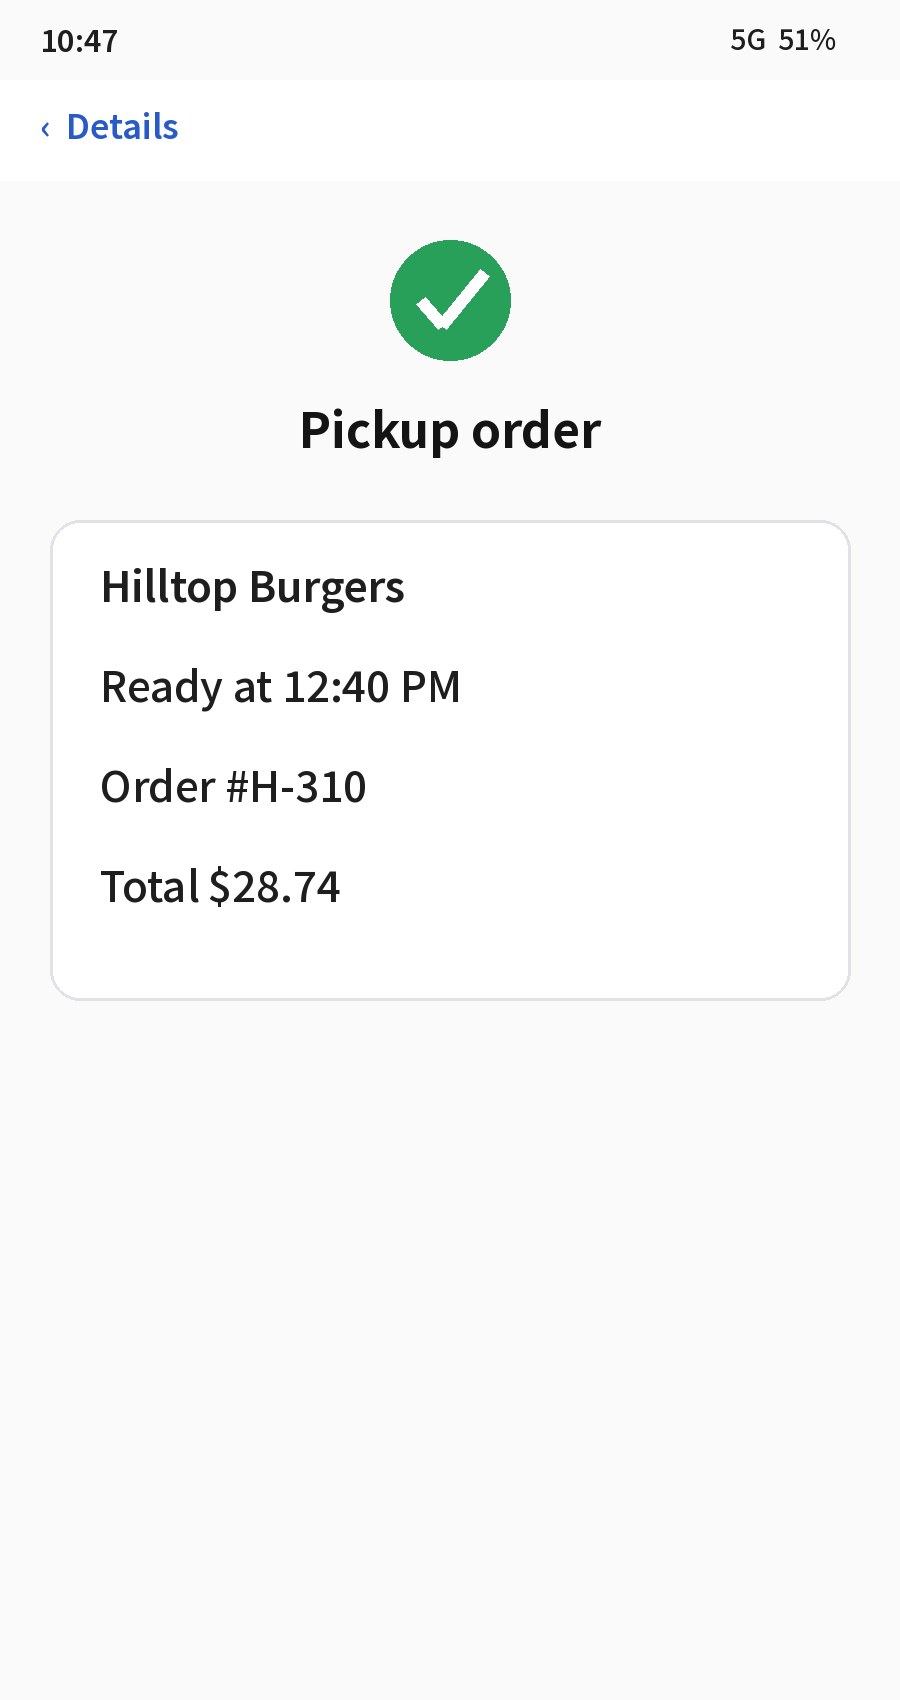 10:47
5G 51%
‹ Details
Pickup order
Hilltop Burgers
Ready at 12:40 PM
Order #H-310
Total $28.74